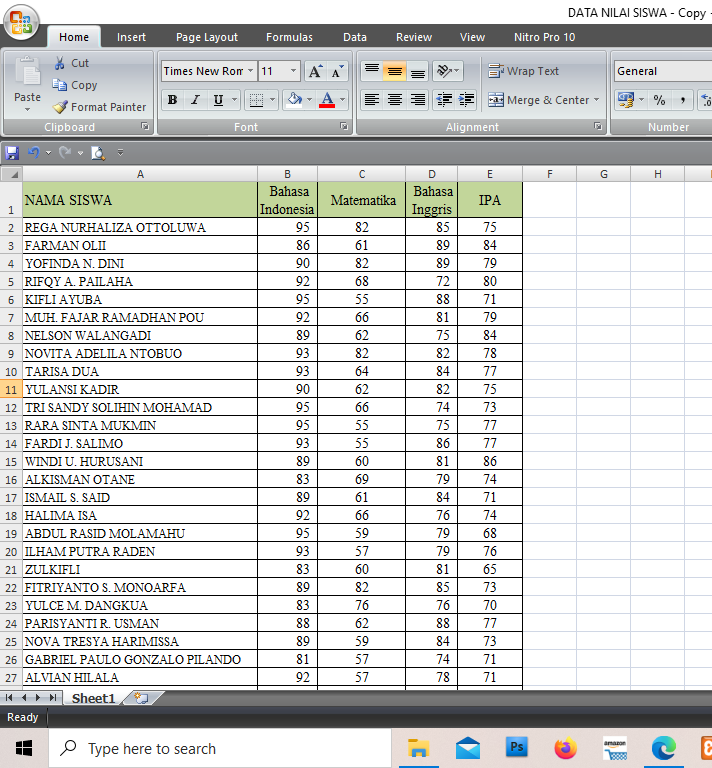 DATA NILAI SISWA - Copy -
Home Insert Page Layout Formulas Data Review View Nitro Pro 10
Paste Cut Copy Format Painter Clipboard
Times New Ror 11 B I U A Font
Wrap Text Merge & Center Alignment
General % , Number
A B C D E F G H
1 NAMA SISWA Bahasa Indonesia Matematika Bahasa Inggris IPA
2 REGA NURHALIZA OTTOLUWA 95 82 85 75
3 FARMAN OLII 86 61 89 84
4 YOFINDA N. DINI 90 82 89 79
5 RIFQY A. PAILAHA 92 68 72 80
6 KIFLI AYUBA 95 55 88 71
7 MUH. FAJAR RAMADHAN POU 92 66 81 79
8 NELSON WALANGADI 89 62 75 84
9 NOVITA ADELILA NTOBUO 93 82 82 78
10 TARISA DUA 93 64 84 77
11 YULANSI KADIR 90 62 82 75
12 TRI SANDY SOLIHIN MOHAMAD 95 66 74 73
13 RARA SINTA MUKMIN 95 55 75 77
14 FARDI J. SALIMO 93 55 86 77
15 WINDI U. HURUSANI 89 60 81 86
16 ALKISMAN OTANE 83 69 79 74
17 ISMAIL S. SAID 89 61 84 71
18 HALIMA ISA 92 66 76 74
19 ABDUL RASID MOLAMAHU 95 59 79 68
20 ILHAM PUTRA RADEN 93 57 79 76
21 ZULKIFLI 83 60 81 65
22 FITRIYANTO S. MONOARFA 89 82 85 73
23 YULCE M. DANGKUA 83 76 76 70
24 PARISYANTI R. USMAN 88 62 88 77
25 NOVA TRESYA HARIMISSA 89 59 84 73
26 GABRIEL PAULO GONZALO PILANDO 81 57 74 71
27 ALVIAN HILALA 92 57 78 71
Sheet1
Ready
Type here to search
Ps
amazon